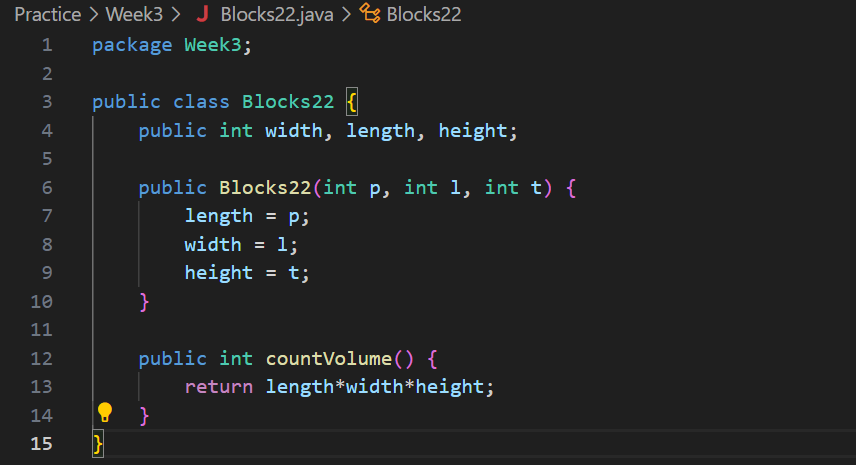 Practice > Week3 > J Blocks22.java > Blocks22
1 package Week3;
2
3 public class Blocks22 {
4     public int width, length, height;
5
6     public Blocks22(int p, int l, int t) {
7         length = p;
8         width = l;
9         height = t;
10     }
11
12     public int countVolume() {
13         return length*width*height;
14     }
15 }